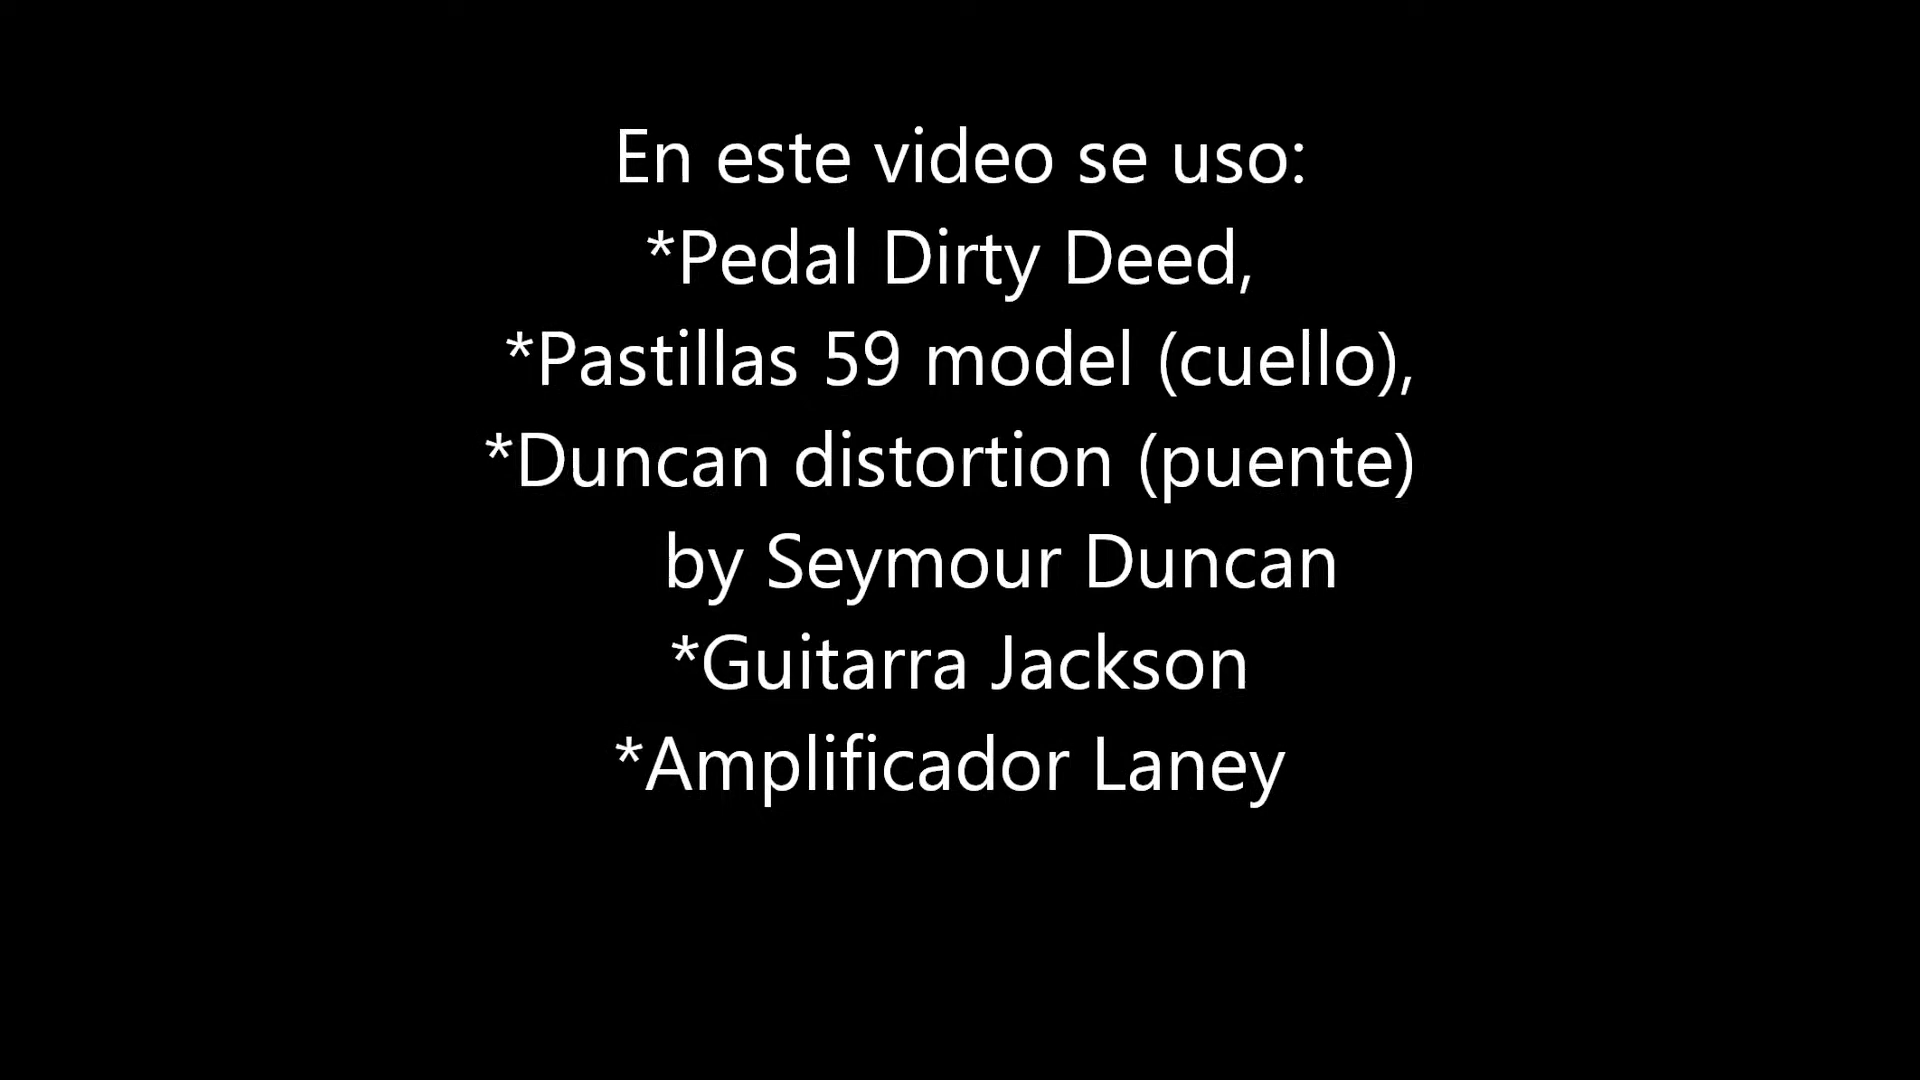 En este video se uso:
*Pedal Dirty Deed,
*Pastillas 59 model (cuello),
*Duncan distortion (puente)
by Seymour Duncan
*Guitarra Jackson
*Amplificador Laney